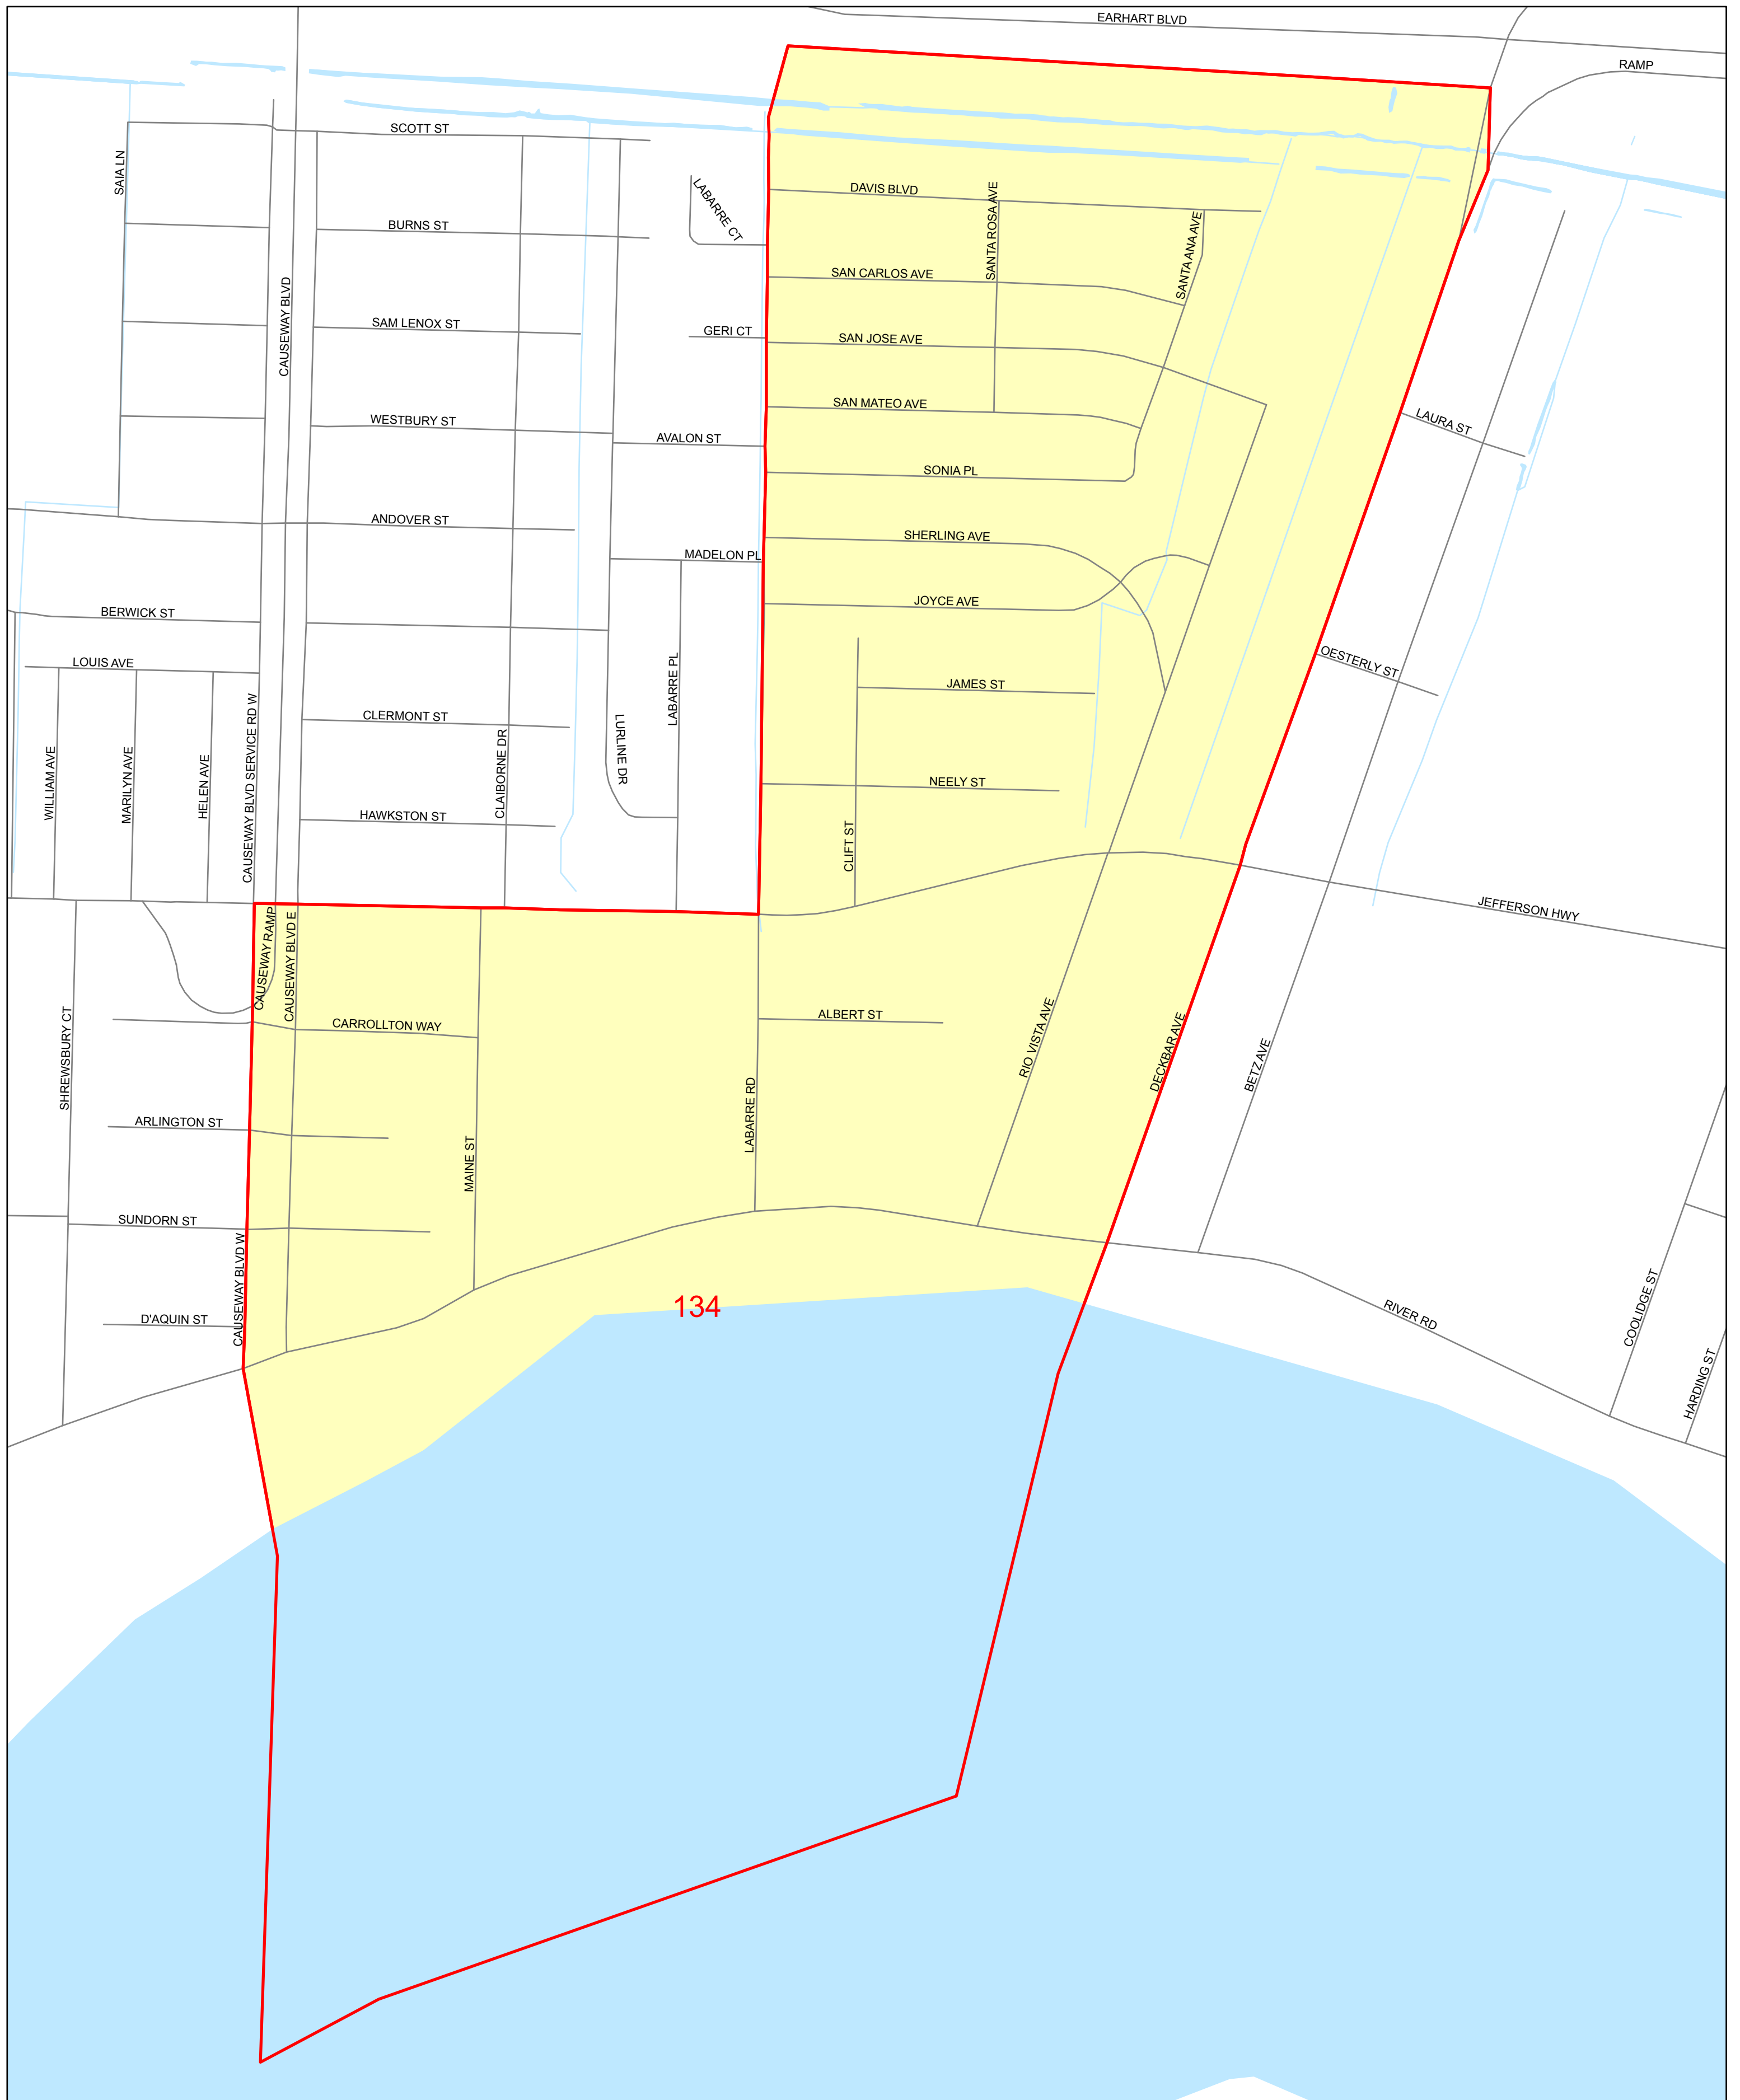 EARHART BLVD
RAMP
SCOTT ST
SAIA LN
LABARRE CT
DAVIS BLVD
SANTA ROSA AVE
SANTA ANA AVE
BURNS ST
SAN CARLOS AVE
CAUSEWAY BLVD
SAM LENOX ST
GERI CT
SAN JOSE AVE
SAN MATEO AVE
WESTBURY ST
AVALON ST
LAURA ST
SONIA PL
ANDOVER ST
SHERLING AVE
MADELON PL
BERWICK ST
JOYCE AVE
LOUIS AVE
OESTERLY ST
LABARRE PL
JAMES ST
CLERMONT ST
LURLINE DR
WILLIAM AVE
MARILYN AVE
HELEN AVE
CAUSEWAY BLVD SERVICE RD W
CLAIBORNE DR
NEELY ST
HAWKSTON ST
CLIFT ST
JEFFERSON HWY
CAUSEWAY RAMP
CAUSEWAY BLVD E
SHREWSBURY CT
CARROLLTON WAY
ALBERT ST
RIO VISTA AVE
DECKBAR AVE
BETZ AVE
ARLINGTON ST
MAINE ST
LABARRE RD
SUNDORN ST
CAUSEWAY BLVD W
D'AQUIN ST
134
RIVER RD
COOLIDGE ST
HARDING ST